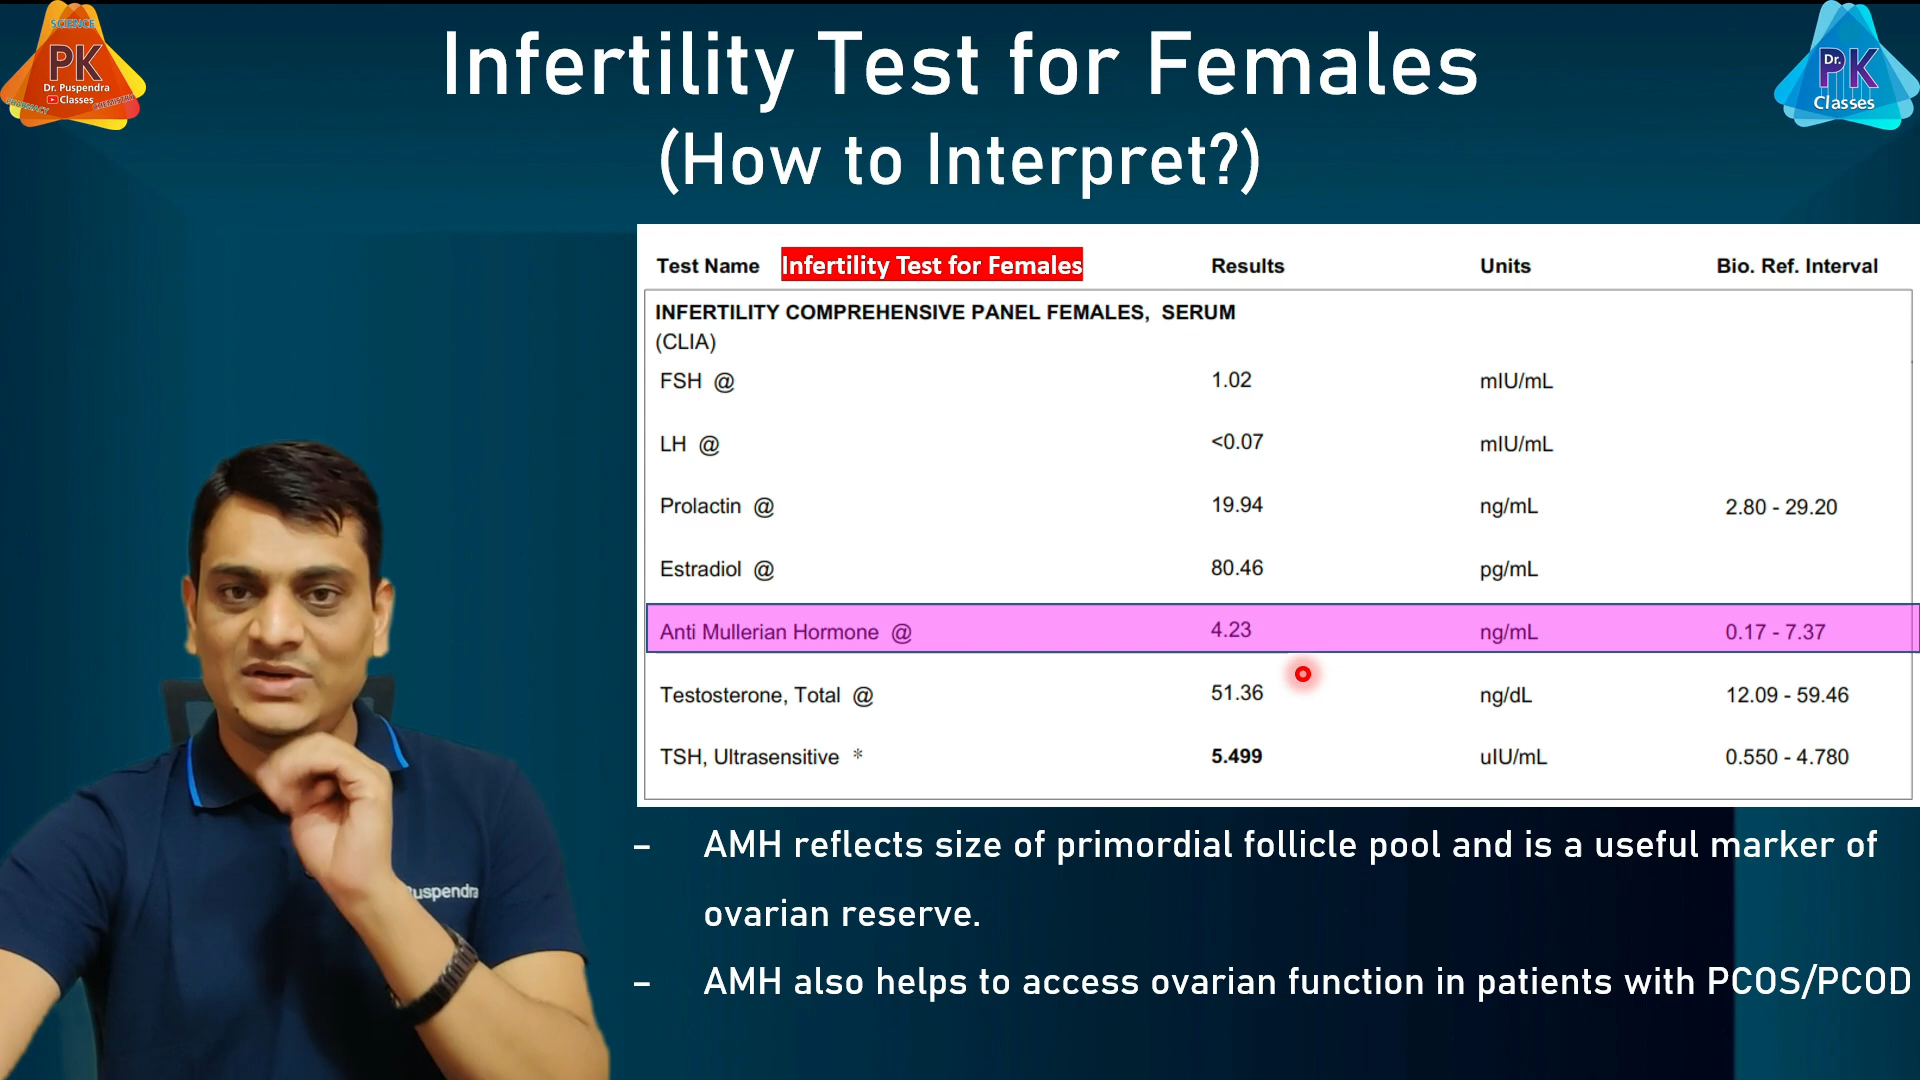 SCIENCE
PK
Dr. Puspendra
Classes
PHARMACY
CHEMISTRY
Infertility Test for Females
(How to Interpret?)
Dr.
PK
Classes
Test Name Infertility Test for Females Results Units Bio. Ref. Interval
INFERTILITY COMPREHENSIVE PANEL FEMALES, SERUM
(CLIA)
FSH @ 1.02 mIU/mL
LH @ <0.07 mIU/mL
Prolactin @ 19.94 ng/mL 2.80 - 29.20
Estradiol @ 80.46 pg/mL
Anti Mullerian Hormone @ 4.23 ng/mL 0.17 - 7.37
Testosterone, Total @ 51.36 ng/dL 12.09 - 59.46
TSH, Ultrasensitive * 5.499 uIU/mL 0.550 - 4.780
- AMH reflects size of primordial follicle pool and is a useful marker of
ovarian reserve.
- AMH also helps to access ovarian function in patients with PCOS/PCOD